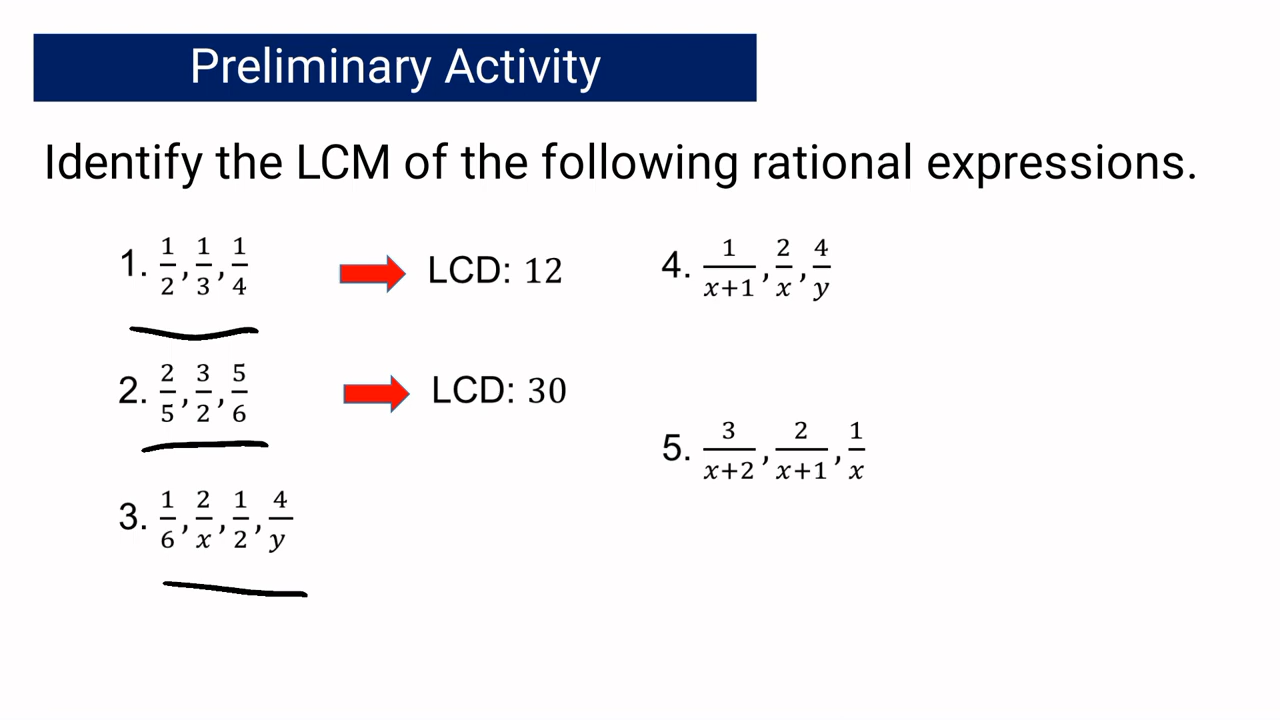 Preliminary Activity
Identify the LCM of the following rational expressions.
1. 1/2, 1/3, 1/4 LCD: 12
2. 2/5, 3/2, 5/6 LCD: 30
3. 1/6, 2/x, 1/2, 4/y
4. 1/(x+1), 2/x, 4/y
5. 3/(x+2), 2/(x+1), 1/x